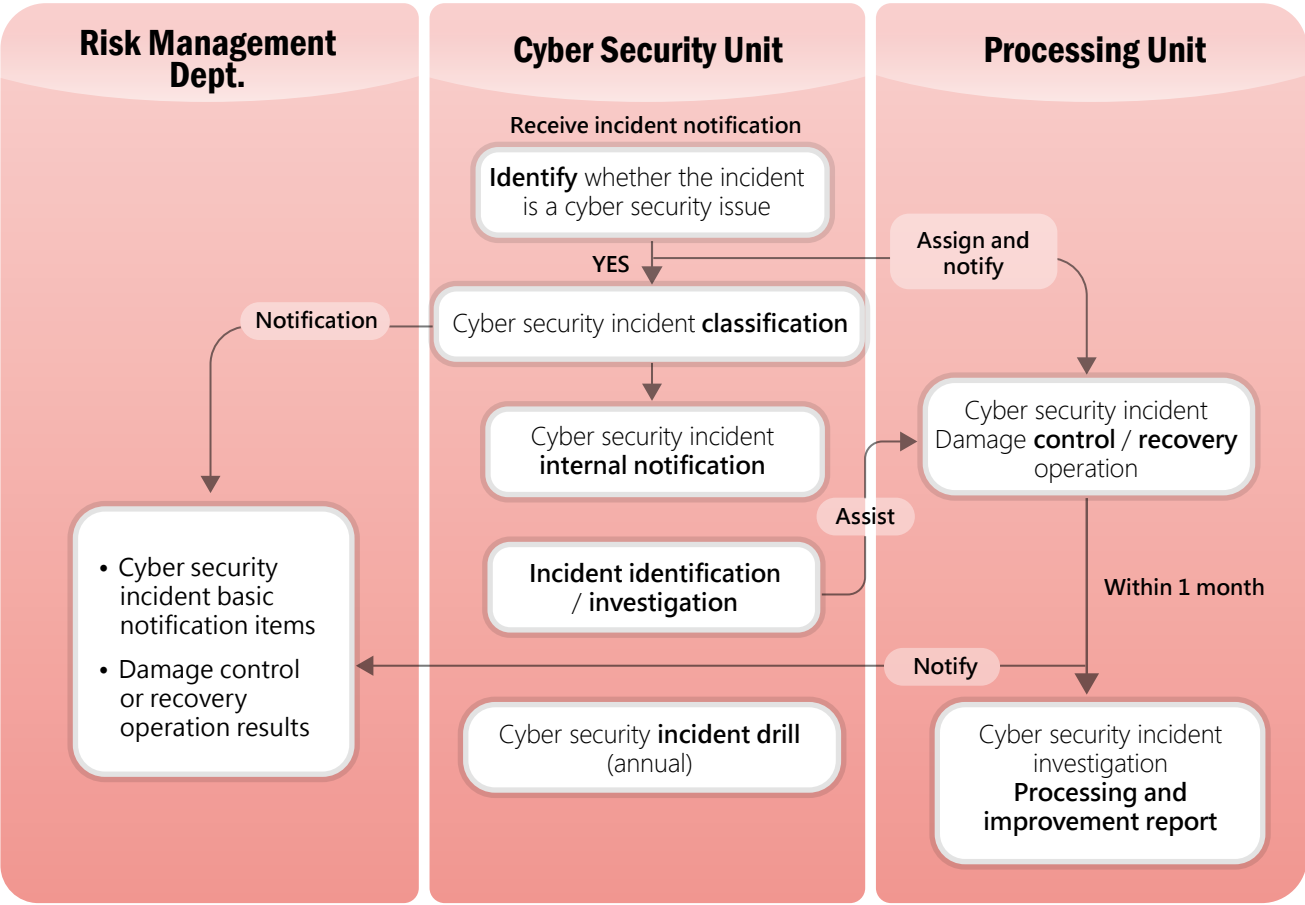 Risk Management
Dept.
Cyber Security Unit
Processing Unit
Receive incident notification
Identify whether the incident
is a cyber security issue
YES
Assign and
notify
Notification
Cyber security incident classification
Cyber security incident
internal notification
Cyber security incident
Damage control / recovery
operation
Assist
Incident identification
/ investigation
Within 1 month
• Cyber security
incident basic
notification items
• Damage control
or recovery
operation results
Notify
Cyber security incident drill
(annual)
Cyber security incident
investigation
Processing and
improvement report